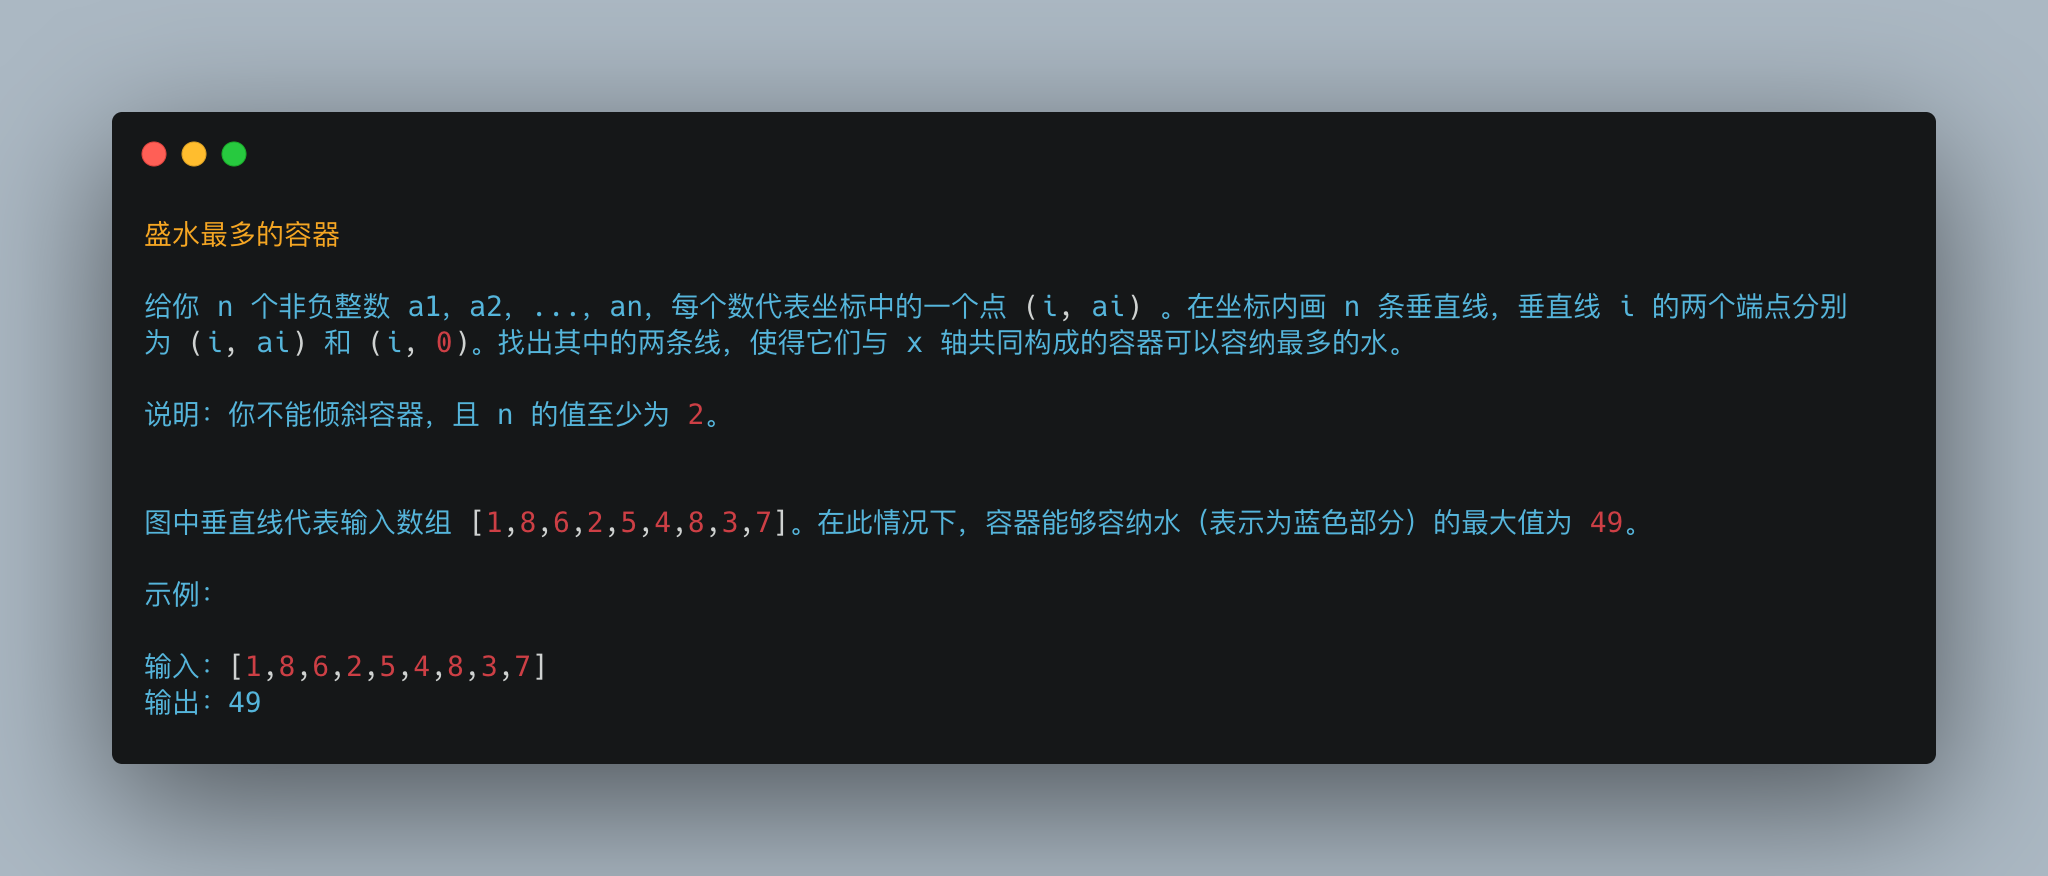 盛水最多的容器
给你 n 个非负整数 a1，a2，...，an，每个数代表坐标中的一个点 (i, ai) 。在坐标内画 n 条垂直线，垂直线 i 的两个端点分别
为 (i, ai) 和 (i, 0)。找出其中的两条线，使得它们与 x 轴共同构成的容器可以容纳最多的水。
说明：你不能倾斜容器，且 n 的值至少为 2。
图中垂直线代表输入数组 [1,8,6,2,5,4,8,3,7]。在此情况下，容器能够容纳水（表示为蓝色部分）的最大值为 49。
示例：
输入：[1,8,6,2,5,4,8,3,7]
输出：49